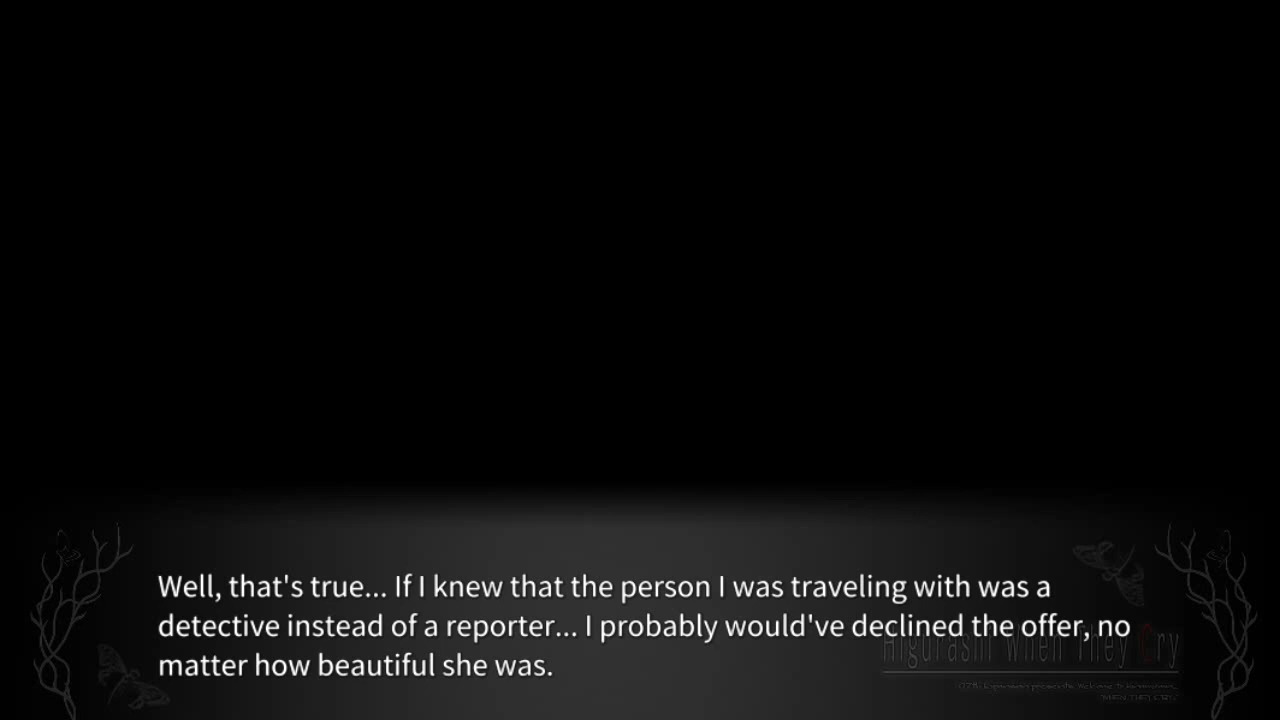 Well, that's true... If I knew that the person I was traveling with was a
detective instead of a reporter... I probably would've declined the offer, no
matter how beautiful she was.
Higurashi When They Cry